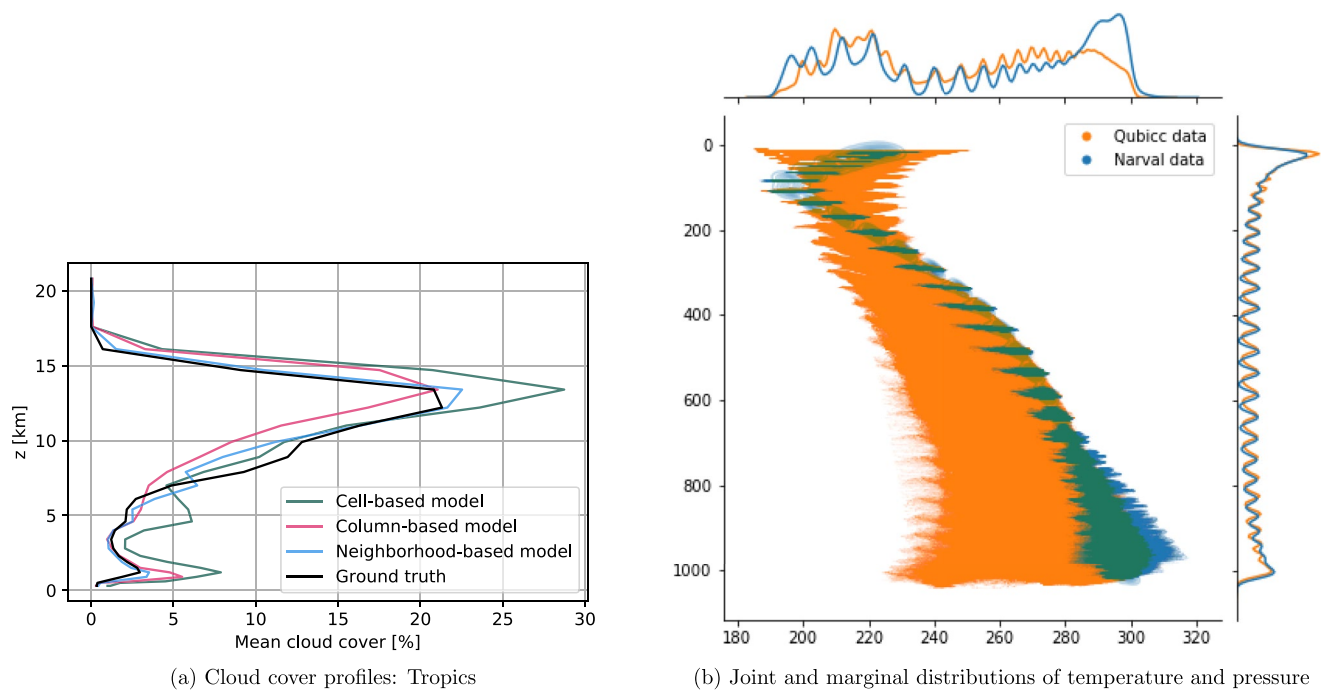 20
15
10
5
0
z [km]
0 5 10 15 20 25 30
Mean cloud cover [%]
Cell-based model
Column-based model
Neighborhood-based model
Ground truth
(a) Cloud cover profiles: Tropics
Qubicc data
Narval data
0
200
400
600
800
1000
180 200 220 240 260 280 300 320
(b) Joint and marginal distributions of temperature and pressure